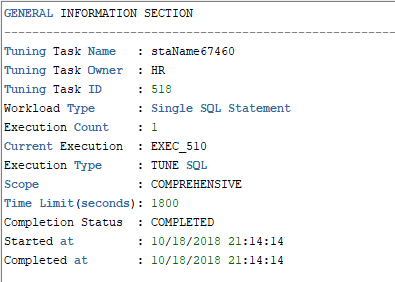 GENERAL INFORMATION SECTION
-------------------------------------------------------
Tuning Task Name   : staName67460
Tuning Task Owner  : HR
Tuning Task ID     : 518
Workload Type      : Single SQL Statement
Execution Count    : 1
Current Execution  : EXEC_510
Execution Type     : TUNE SQL
Scope              : COMPREHENSIVE
Time Limit(seconds): 1800
Completion Status  : COMPLETED
Started at         : 10/18/2018 21:14:14
Completed at       : 10/18/2018 21:14:14